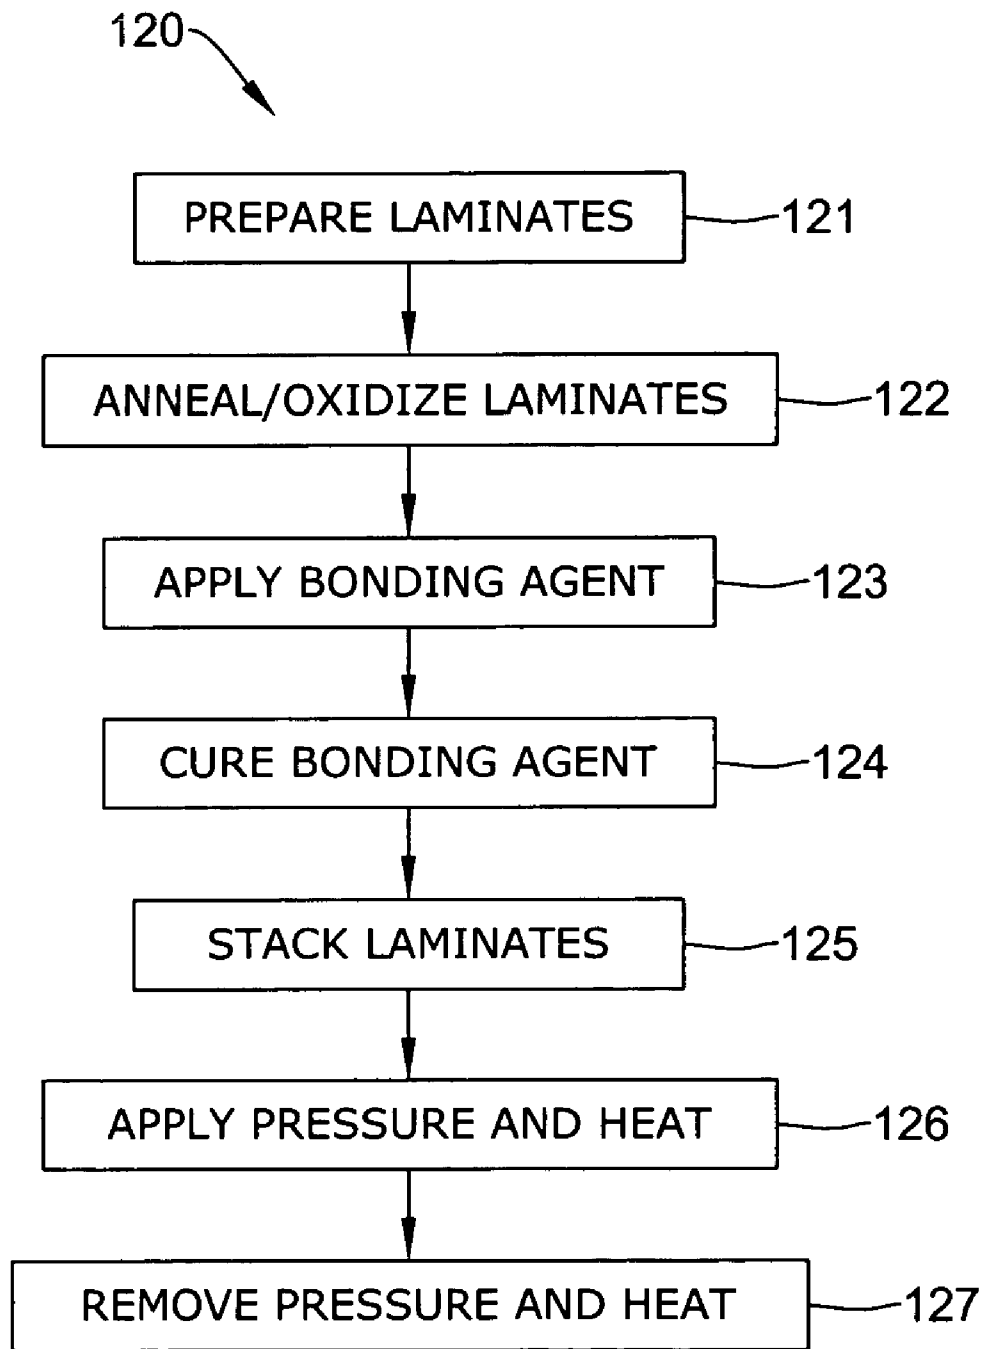 120
PREPARE LAMINATES
121
ANNEAL/OXIDIZE LAMINATES
122
APPLY BONDING AGENT
123
CURE BONDING AGENT
124
STACK LAMINATES
125
APPLY PRESSURE AND HEAT
126
REMOVE PRESSURE AND HEAT
127